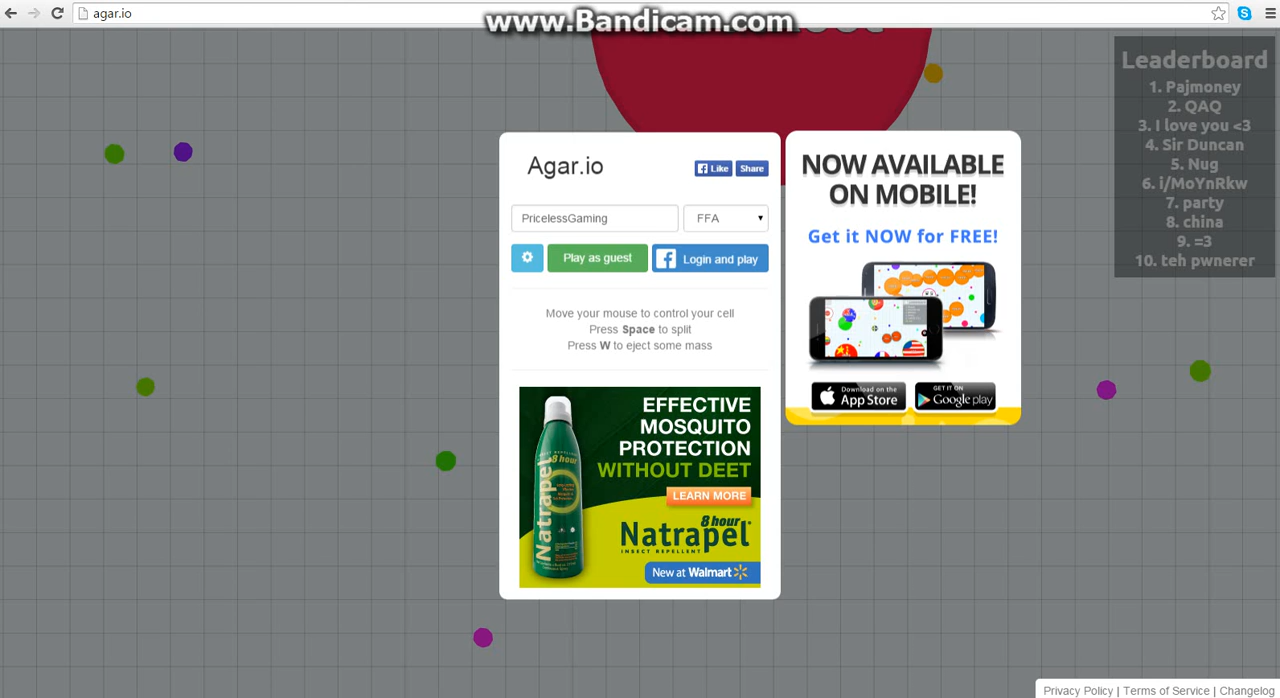 agar.io
www.Bandicam.com
Leaderboard
1. Pajmoney
2. QAQ
3. I love you <3
4. Sir Duncan
5. Nug
6. i/MoYnRkw
7. party
8. china
9. =3
10. teh pwnerer
Agar.io
Like
Share
PricelessGaming
FFA
Play as guest
Login and play
Move your mouse to control your cell
Press Space to split
Press W to eject some mass
EFFECTIVE
MOSQUITO
PROTECTION
WITHOUT DEET
LEARN MORE
Natrapel 8 hour
8 hour
Natrapel
INSECT REPELLENT
New at Walmart
NOW AVAILABLE
ON MOBILE!
Get it NOW for FREE!
Download on the
App Store
GET IT ON
Google play
Privacy Policy | Terms of Service | Changelog